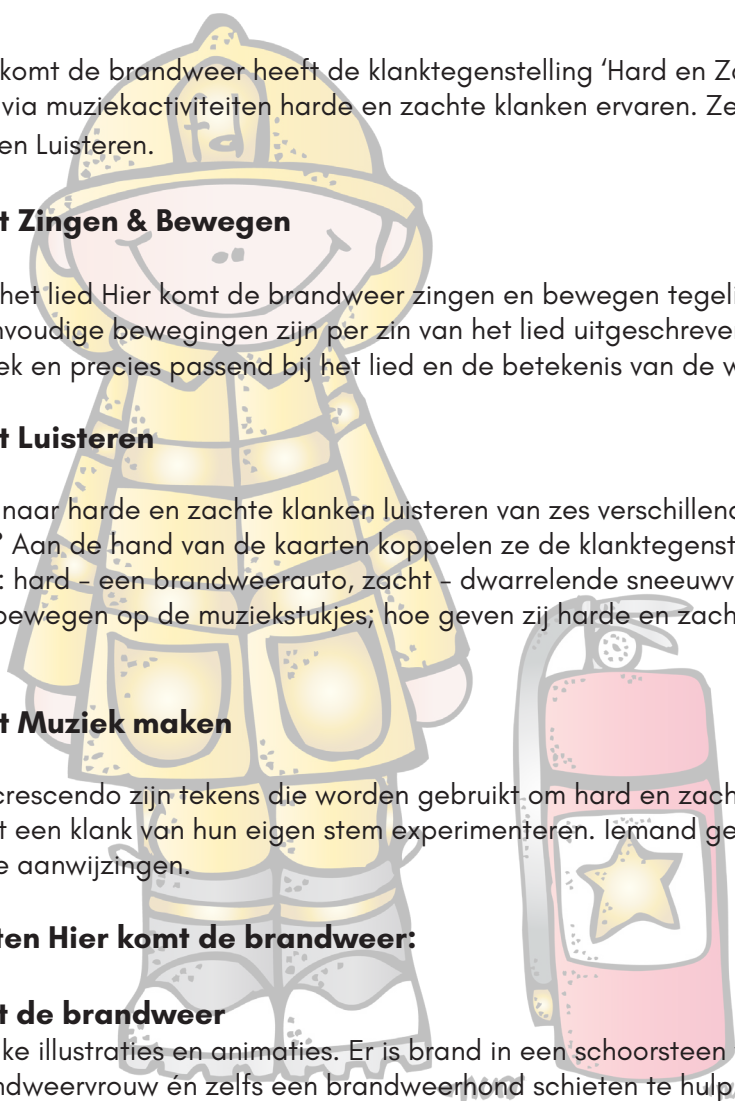 komt de brandweer heeft de klanktegenstelling ‘Hard en Za
via muziekactiviteiten harde en zachte klanken ervaren. Ze
en Luisteren.
t Zingen & Bewegen
het lied Hier komt de brandweer zingen en bewegen tegeli
nvoudige bewegingen zijn per zin van het lied uitgeschreve
ek en precies passend bij het lied en de betekenis van de w
t Luisteren
naar harde en zachte klanken luisteren van zes verschillend
? Aan de hand van de kaarten koppelen ze de klanktegenst
: hard – een brandweerauto, zacht – dwarrelende sneeuwv
bewegen op de muziekstukjes; hoe geven zij harde en zach
t Muziek maken
crescendo zijn tekens die worden gebruikt om hard en zach
t een klank van hun eigen stem experimenteren. Iemand ge
e aanwijzingen.
ten Hier komt de brandweer:
t de brandweer
ke illustraties en animaties. Er is brand in een schoorsteen
ndweervrouw én zelfs een brandweerhond schieten te hulp
fd